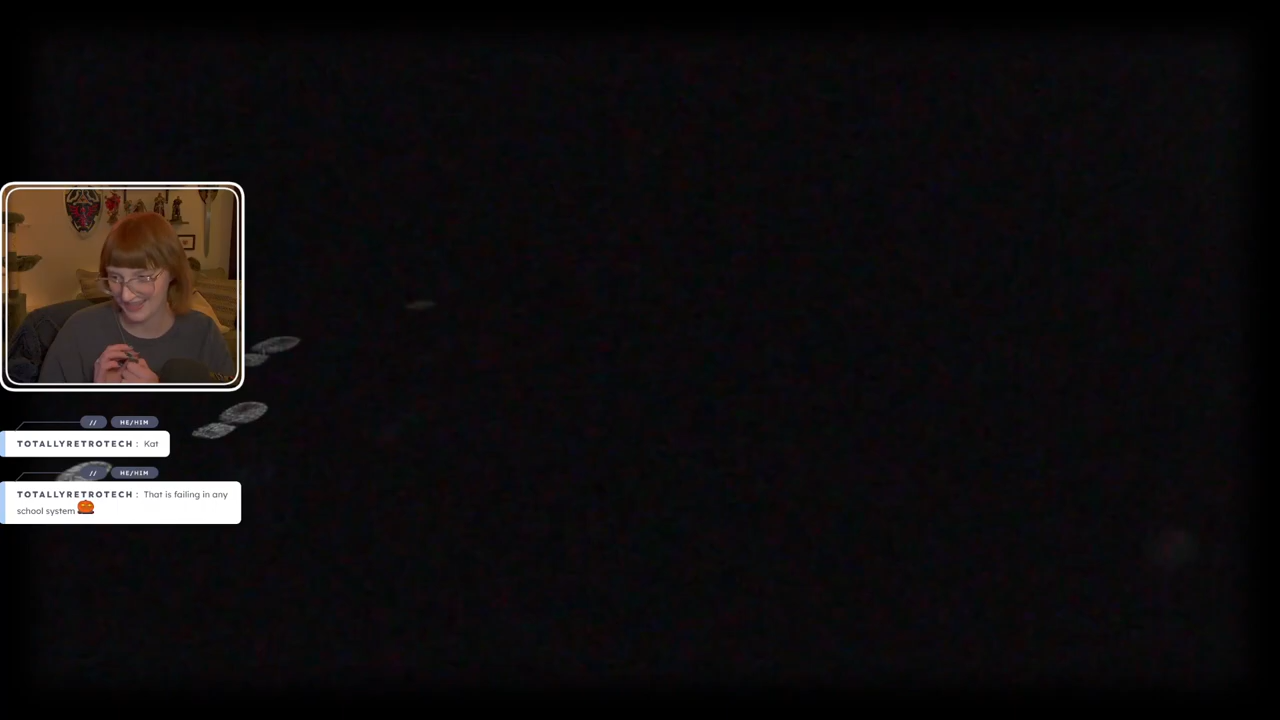 // HE/HIM
TOTALLYRETROTECH : Kat
// HE/HIM
TOTALLYRETROTECH : That is failing in any
school system